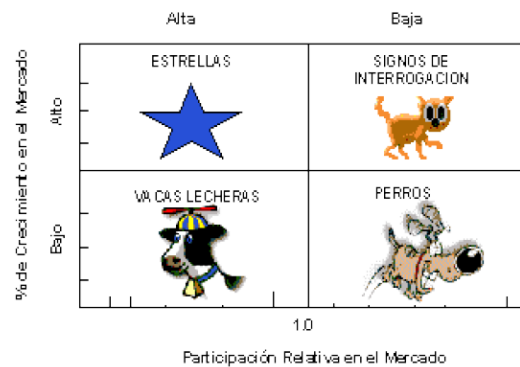 Alta
Baja
ESTRELLAS
SIGNOS DE
INTERROGACION
% de Crecimiento en el Mercado
Alto
VACAS LECHERAS
PERROS
Bajo
1.0
Participación Relativa en el Mercado